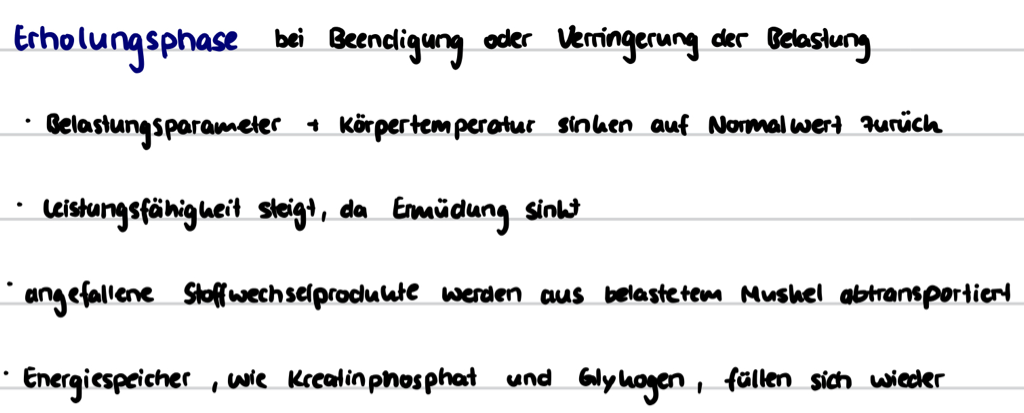 Erholungsphase bei Beendigung oder Verringerung der Belastung
· Belastungsparameter + Körpertemperatur sinken auf Normalwert zurück
· Leistungsfähigkeit steigt, da Ermüdung sinkt
· angefallene Stoffwechselprodukte werden aus belastetem Muskel abtransportiert
· Energiespeicher, wie Kreatinphosphat und Glykogen, füllen sich wieder